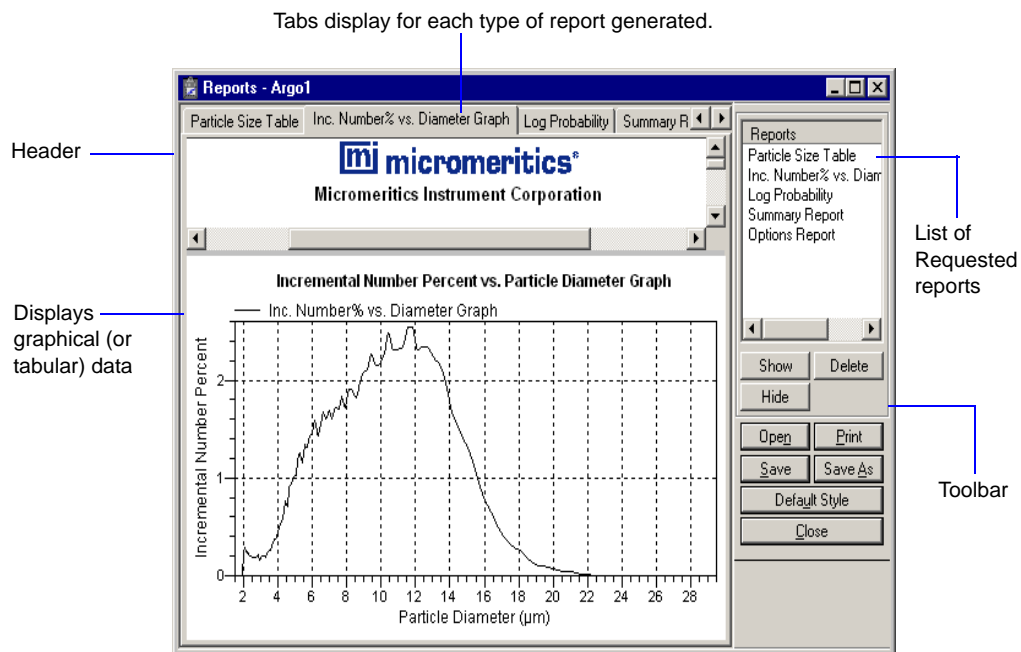 Tabs display for each type of report generated.
Reports - Argo1
Particle Size Table
Inc. Number% vs. Diameter Graph
Log Probability
Summary R
Header
mi micromeritics®
Micromeritics Instrument Corporation
Reports
Particle Size Table
Inc. Number% vs. Diam
Log Probability
Summary Report
Options Report
List of
Requested
reports
Displays
graphical (or
tabular) data
Incremental Number Percent vs. Particle Diameter Graph
Inc. Number% vs. Diameter Graph
Incremental Number Percent
2
1
0
2 4 6 8 10 12 14 16 18 20 22 24 26 28
Particle Diameter (µm)
Show Delete
Hide
Open Print
Save Save As
Default Style
Close
Toolbar